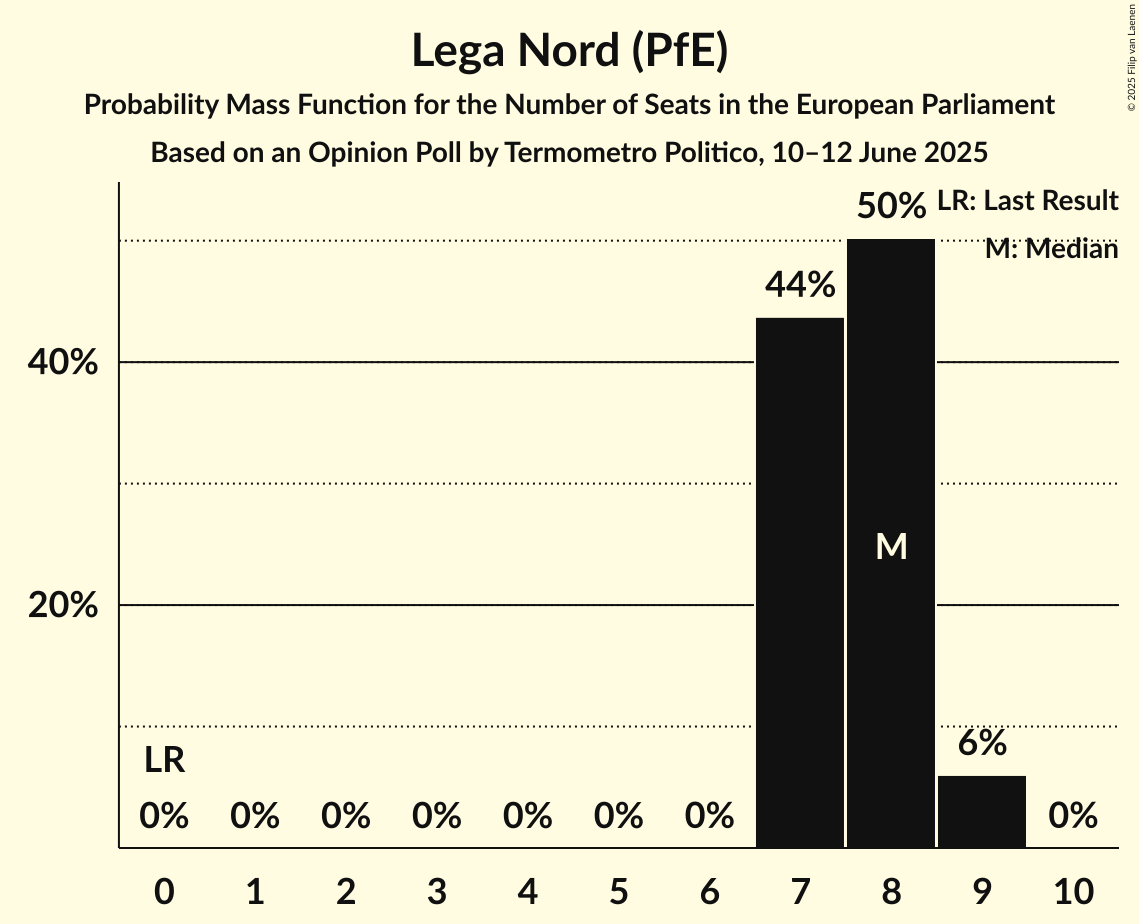 Lega Nord (PfE)
Probability Mass Function for the Number of Seats in the European Parliament
Based on an Opinion Poll by Termometro Politico, 10–12 June 2025
© 2025 Filip van Laenen
LR: Last Result
M: Median
50%
44%
40%
M
20%
6%
LR
0% 0% 0% 0% 0% 0% 0% 0%
0 1 2 3 4 5 6 7 8 9 10